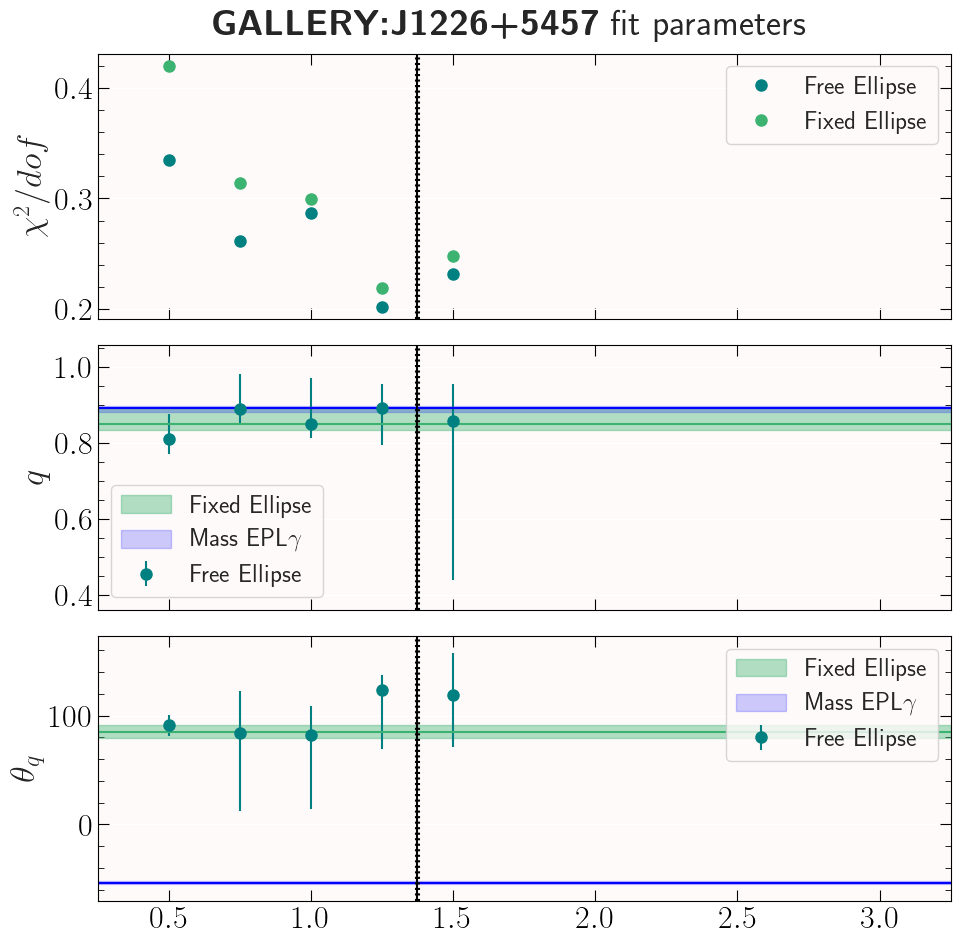 GALLERY:J1226+5457 fit parameters
χ²/dof
0.4
0.3
0.2
Free Ellipse
Fixed Ellipse
q
1.0
0.8
0.6
0.4
Fixed Ellipse
Mass EPLγ
Free Ellipse
θq
100
0
Fixed Ellipse
Mass EPLγ
Free Ellipse
0.5 1.0 1.5 2.0 2.5 3.0